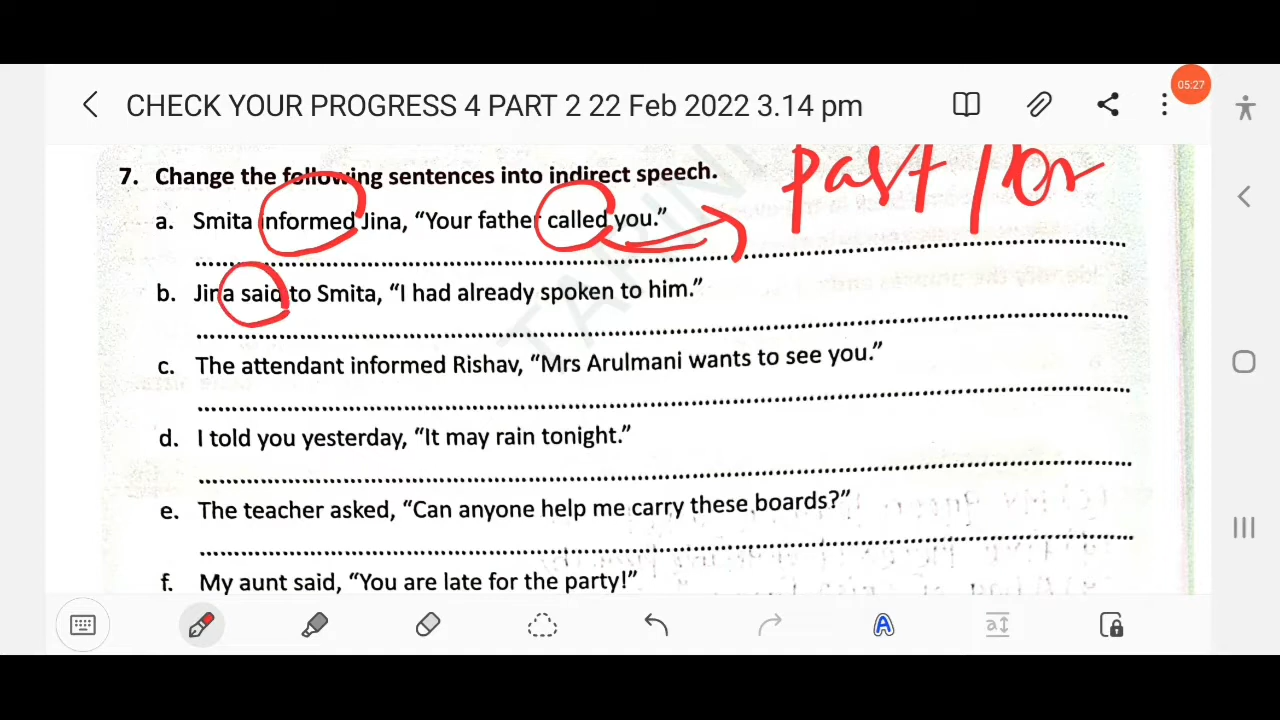 05:27
CHECK YOUR PROGRESS 4 PART 2 22 Feb 2022 3.14 pm
past / or
7. Change the following sentences into indirect speech.
a. Smita informed Jina, “Your father called you.”
b. Jina said to Smita, “I had already spoken to him.”
c. The attendant informed Rishav, “Mrs Arulmani wants to see you.”
d. I told you yesterday, “It may rain tonight.”
e. The teacher asked, “Can anyone help me carry these boards?”
f. My aunt said, “You are late for the party!”